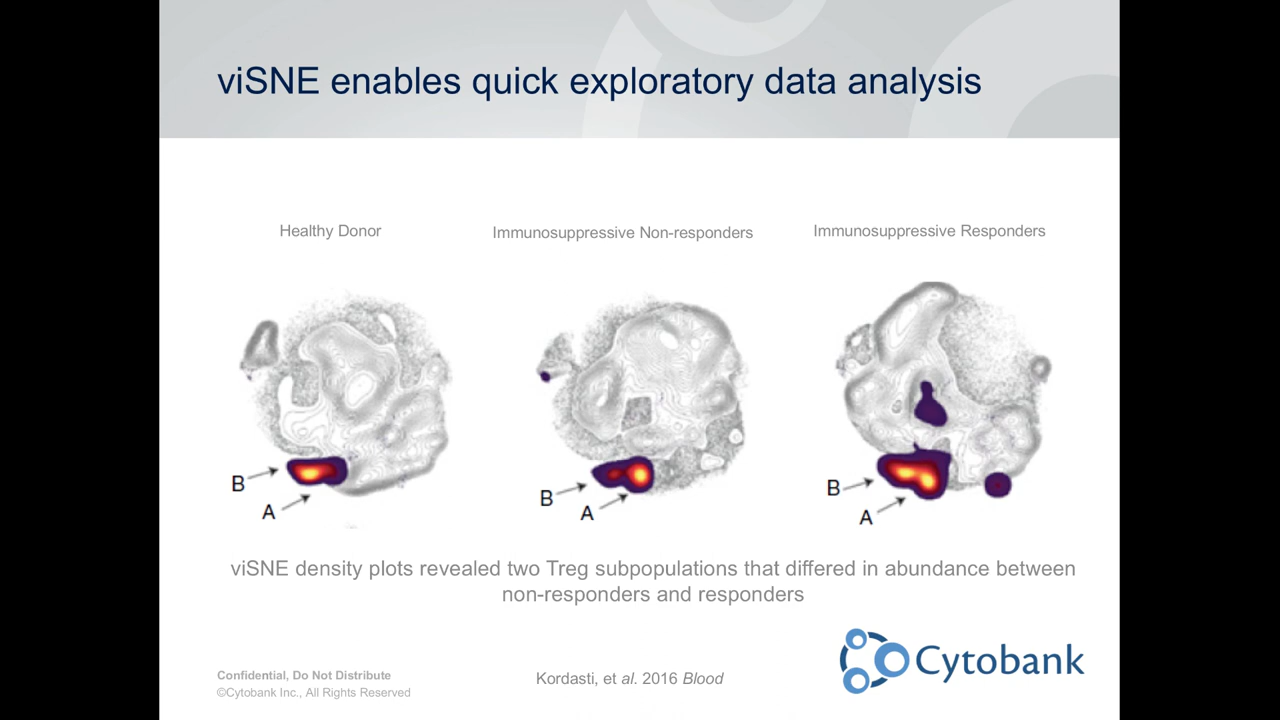 viSNE enables quick exploratory data analysis
Healthy Donor
Immunosuppressive Non-responders
Immunosuppressive Responders
B
A
B
A
B
A
viSNE density plots revealed two Treg subpopulations that differed in abundance between
non-responders and responders
Confidential, Do Not Distribute
©Cytobank Inc., All Rights Reserved
Kordasti, et al. 2016 Blood
Cytobank